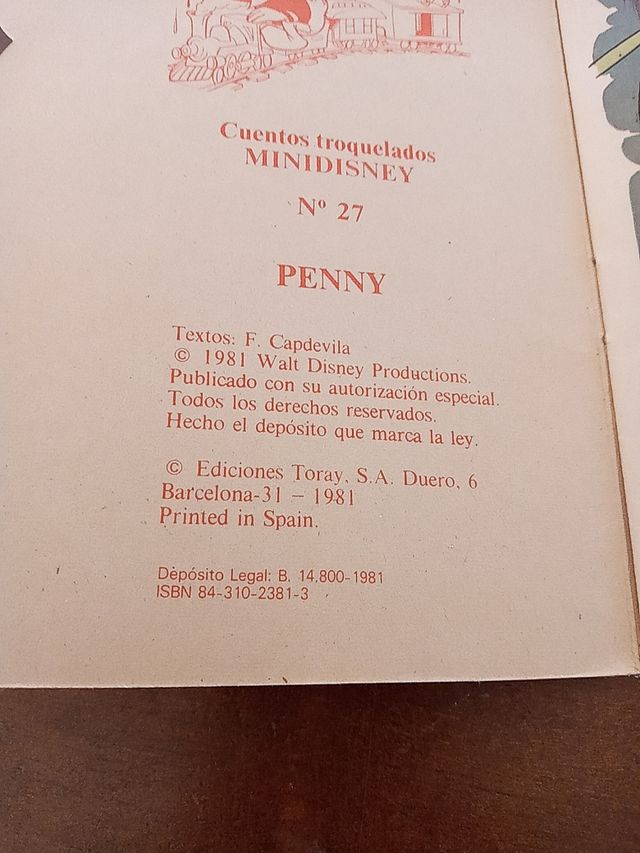 Cuentos troquelados
MINIDISNEY
Nº 27
PENNY
Textos: F. Capdevila
© 1981 Walt Disney Productions.
Publicado con su autorización especial.
Todos los derechos reservados.
Hecho el depósito que marca la ley.
© Ediciones Toray, S.A. Duero, 6
Barcelona-31 – 1981
Printed in Spain.
Depósito Legal: B. 14.800-1981
ISBN 84-310-2381-3